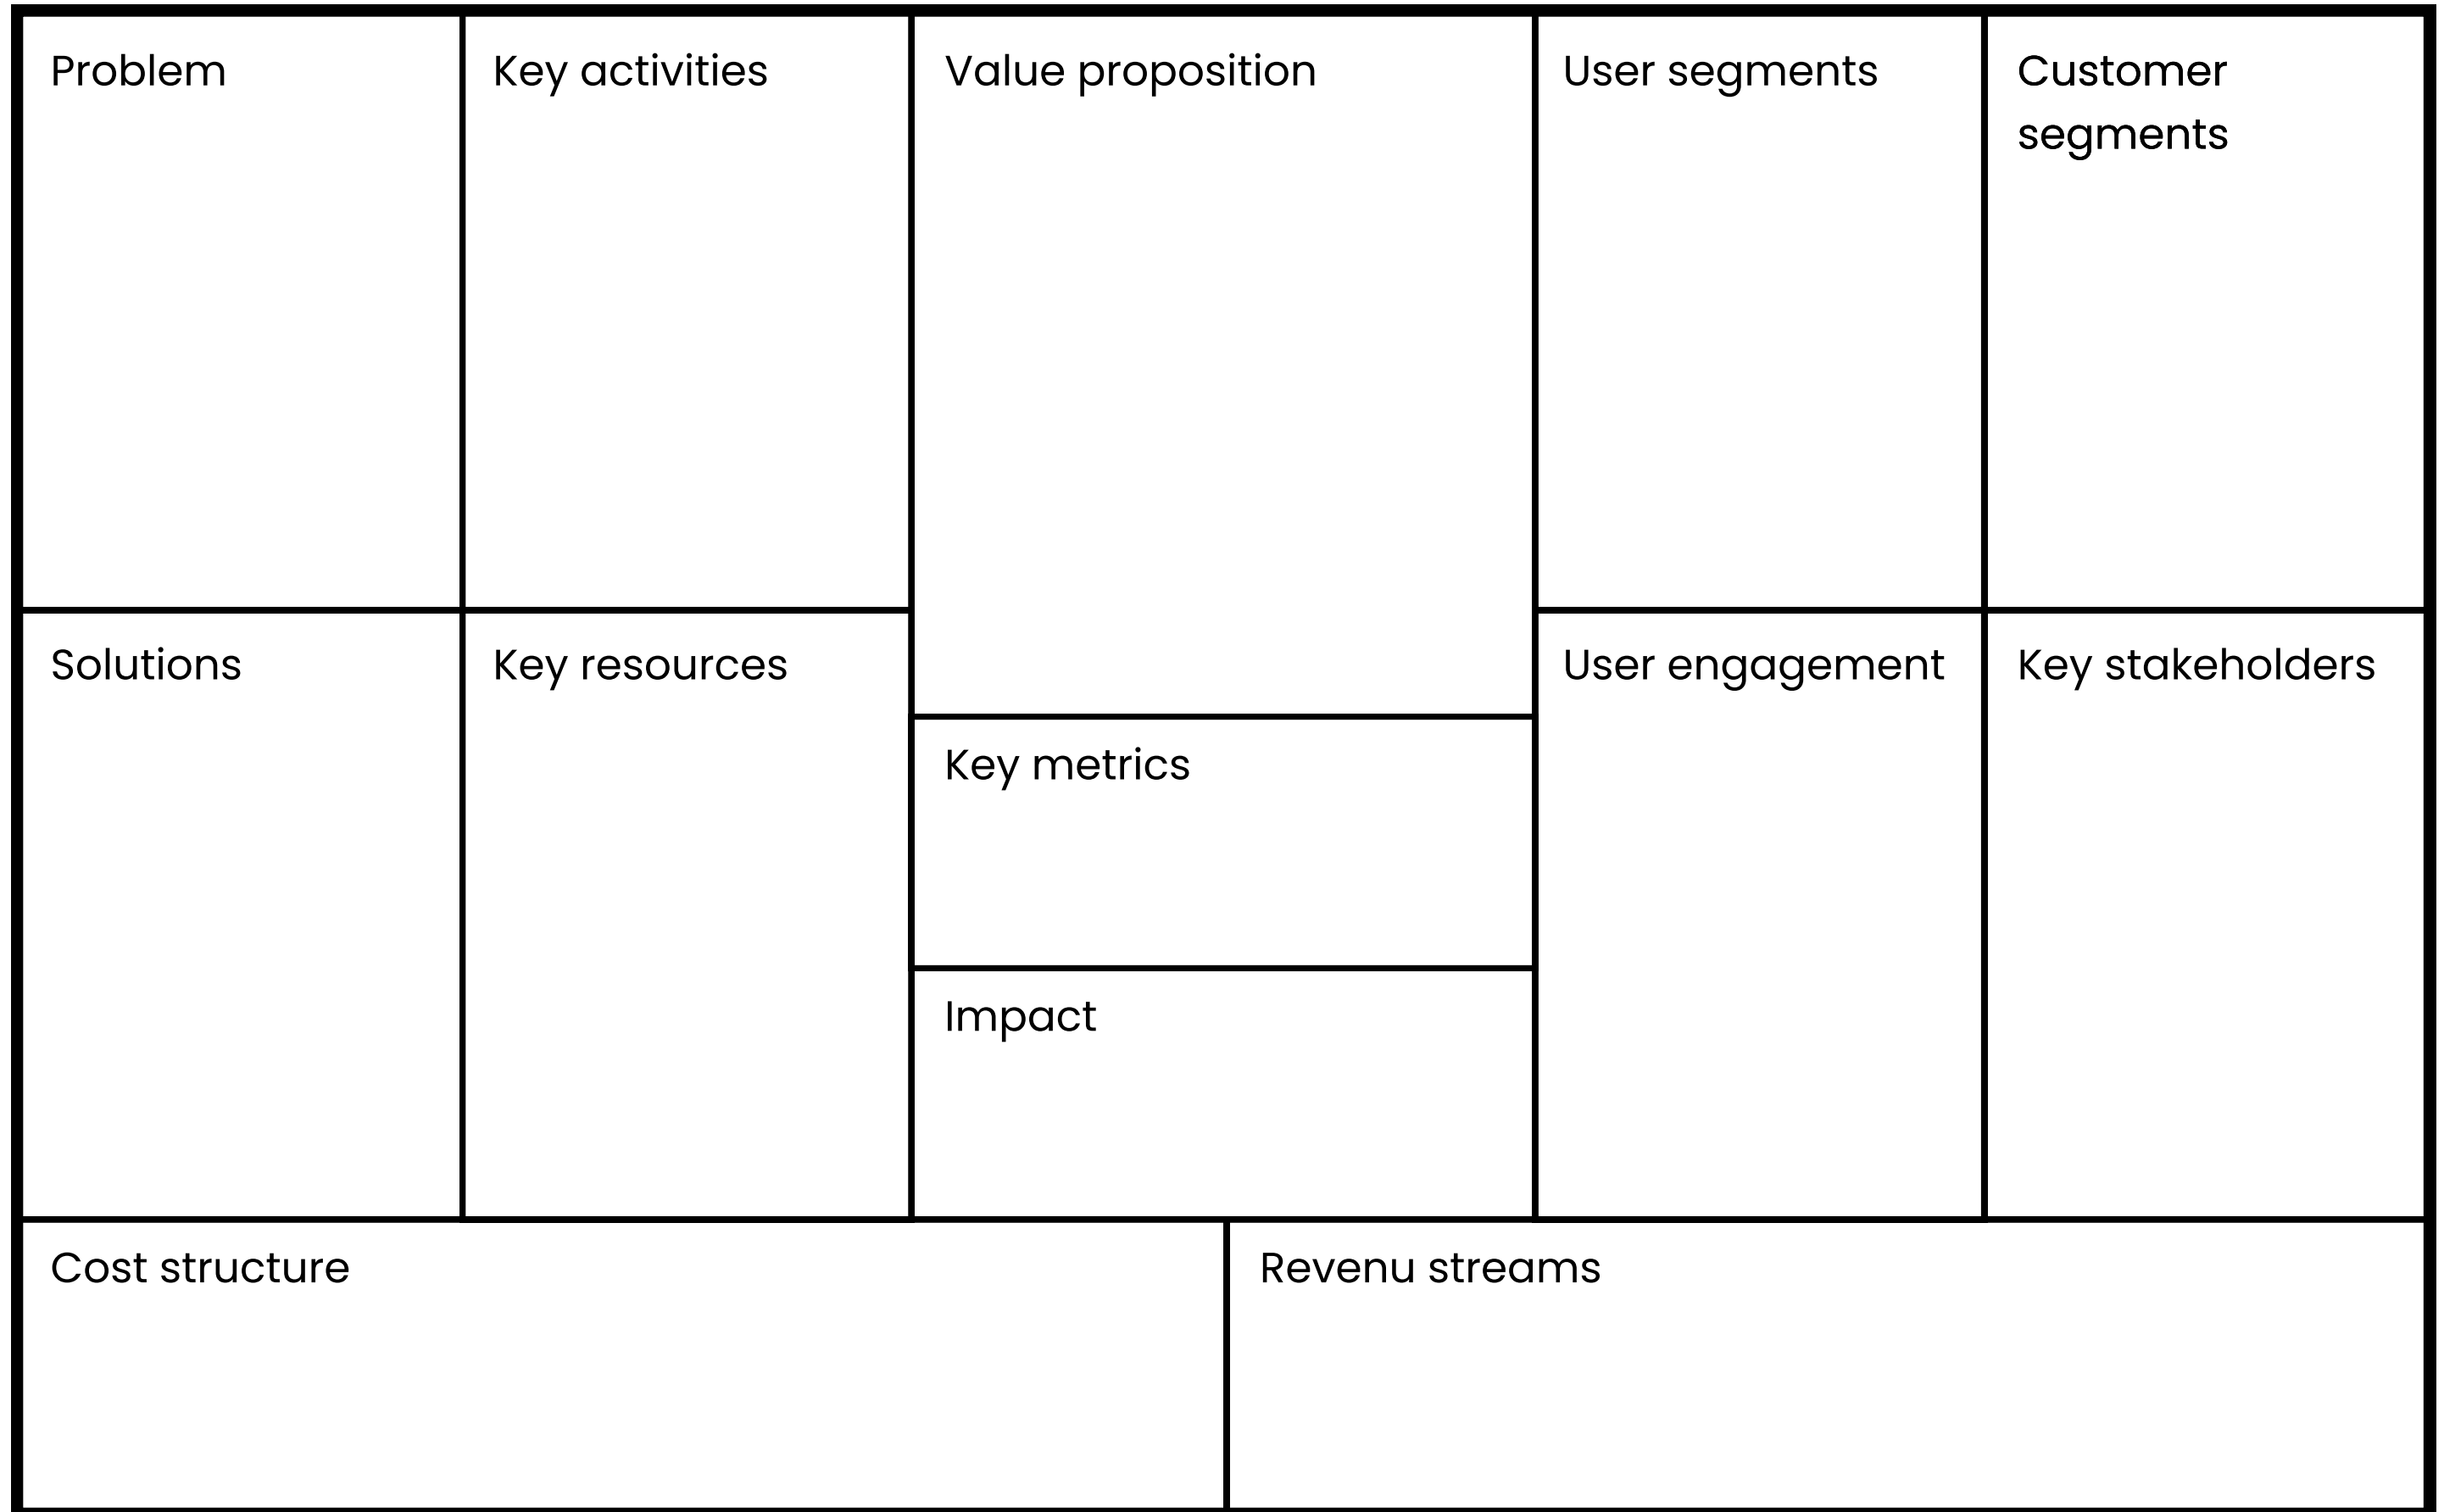 Problem
Key activities
Value proposition
User segments
Customer
segments
Solutions
Key resources
Key metrics
Impact
User engagement
Key stakeholders
Cost structure
Revenu streams